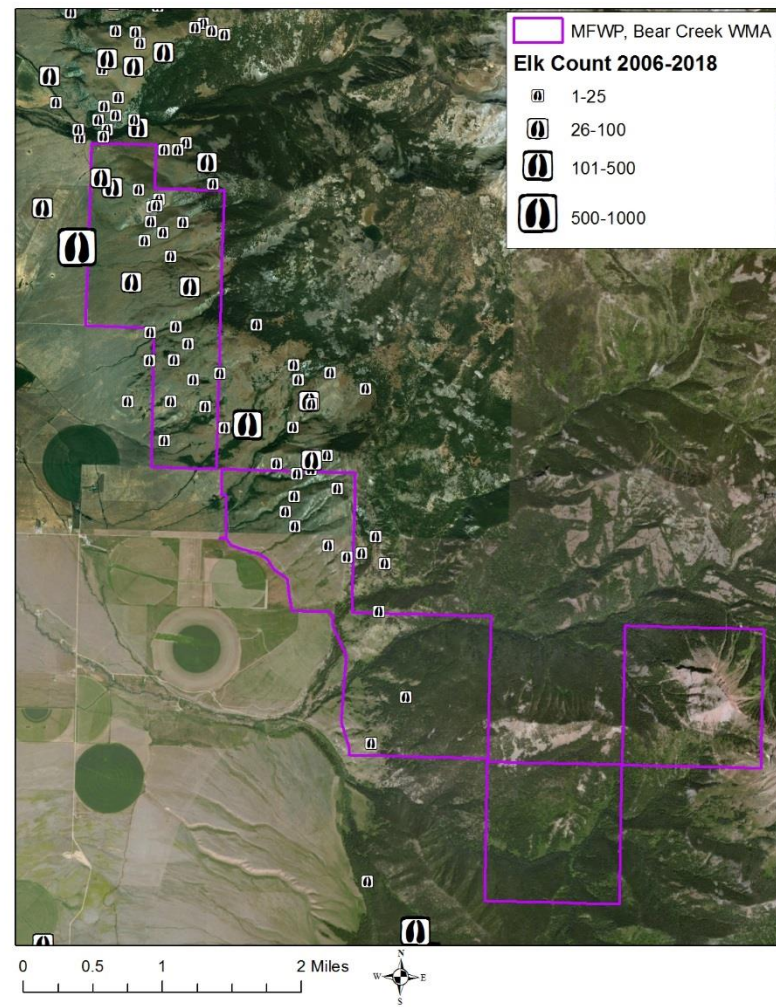 MFWP, Bear Creek WMA
Elk Count 2006-2018
1-25
26-100
101-500
500-1000
0 0.5 1 2 Miles
N
W E
S